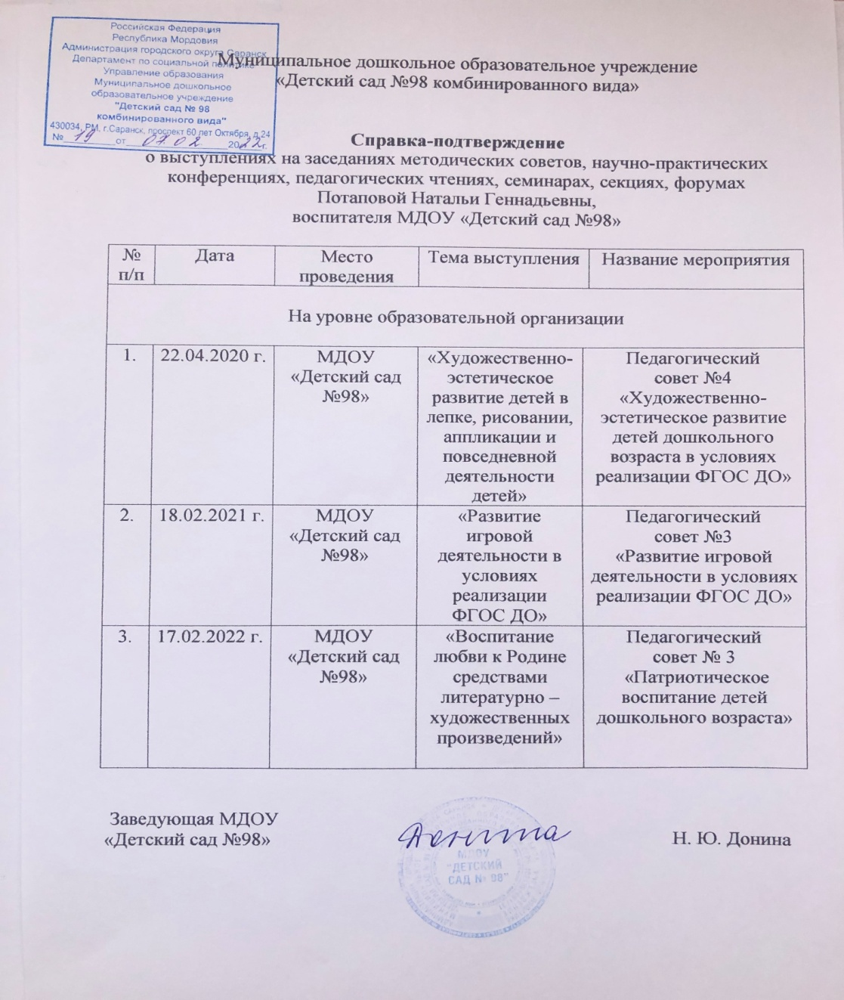 Российская Федерация
Республика Мордовия
Администрация городского округа Саранск
Департамент по социальной политике
Управление образования
Муниципальное дошкольное
образовательное учреждение
"Детский сад № 98
комбинированного вида"
430034, РМ, г.Саранск, проспект 60 лет Октября, д.24
№ 19 от 07.02. 2022г.
Муниципальное дошкольное образовательное учреждение
«Детский сад №98 комбинированного вида»
Справка-подтверждение
о выступлениях на заседаниях методических советов, научно-практических
конференциях, педагогических чтениях, семинарах, секциях, форумах
Потаповой Натальи Геннадьевны,
воспитателя МДОУ «Детский сад №98»
№
п/п
Дата
Место
проведения
Тема выступления
Название мероприятия
На уровне образовательной организации
1.
22.04.2020 г.
МДОУ
«Детский сад
№98»
«Художественно-
эстетическое
развитие детей в
лепке, рисовании,
аппликации и
повседневной
деятельности
детей»
Педагогический
совет №4
«Художественно-
эстетическое развитие
детей дошкольного
возраста в условиях
реализации ФГОС ДО»
2.
18.02.2021 г.
МДОУ
«Детский сад
№98»
«Развитие
игровой
деятельности в
условиях
реализации
ФГОС ДО»
Педагогический
совет №3
«Развитие игровой
деятельности в условиях
реализации ФГОС ДО»
3.
17.02.2022 г.
МДОУ
«Детский сад
№98»
«Воспитание
любви к Родине
средствами
литературно –
художественных
произведений»
Педагогический
совет № 3
«Патриотическое
воспитание детей
дошкольного возраста»
Заведующая МДОУ
«Детский сад №98»
Н. Ю. Донина
МДОУ
"ДЕТСКИЙ
САД № 98"